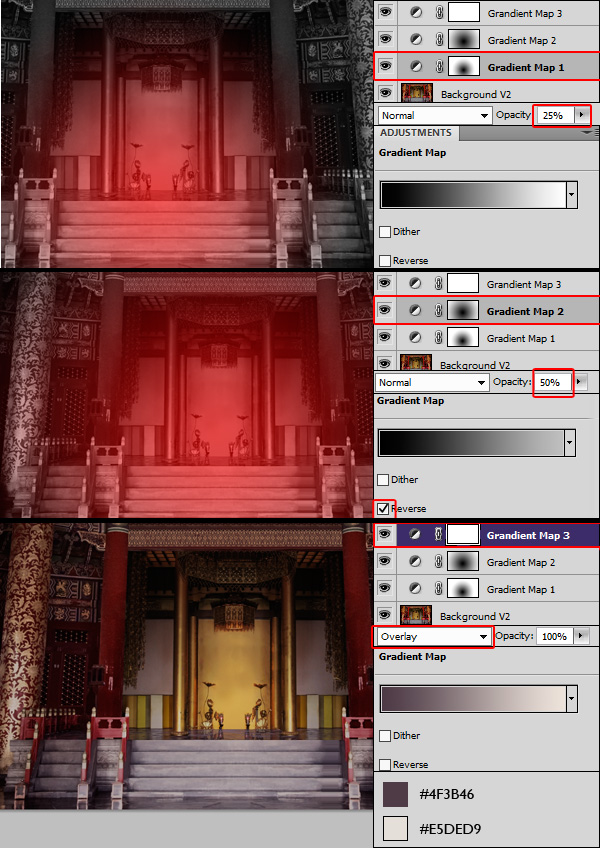 Grandient Map 3
Gradient Map 2
Gradient Map 1
Background V2
Normal Opacity 25%
ADJUSTMENTS
Gradient Map
Dither
Reverse
Grandient Map 3
Gradient Map 2
Gradient Map 1
Background V2
Normal Opacity: 50%
Gradient Map
Dither
Reverse
Grandient Map 3
Gradient Map 2
Gradient Map 1
Background V2
Overlay Opacity: 100%
Gradient Map
Dither
Reverse
#4F3B46
#E5DED9